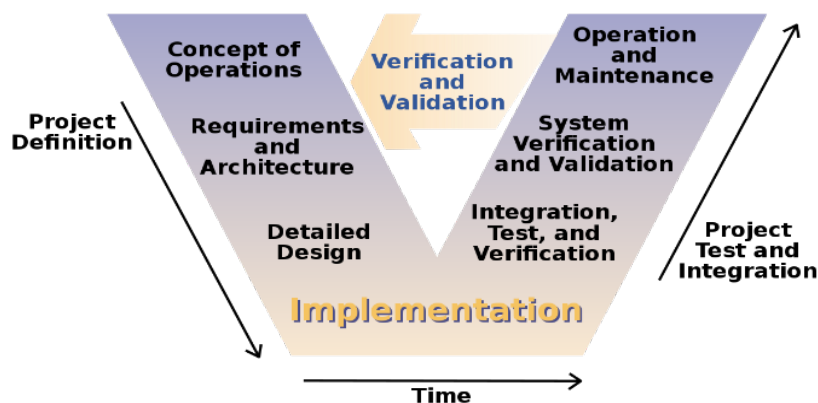 Concept of
Operations
Verification
and
Validation
Operation
and
Maintenance
Project
Definition
Requirements
and
Architecture
System
Verification
and Validation
Detailed
Design
Integration,
Test, and
Verification
Project
Test and
Integration
Implementation
Time